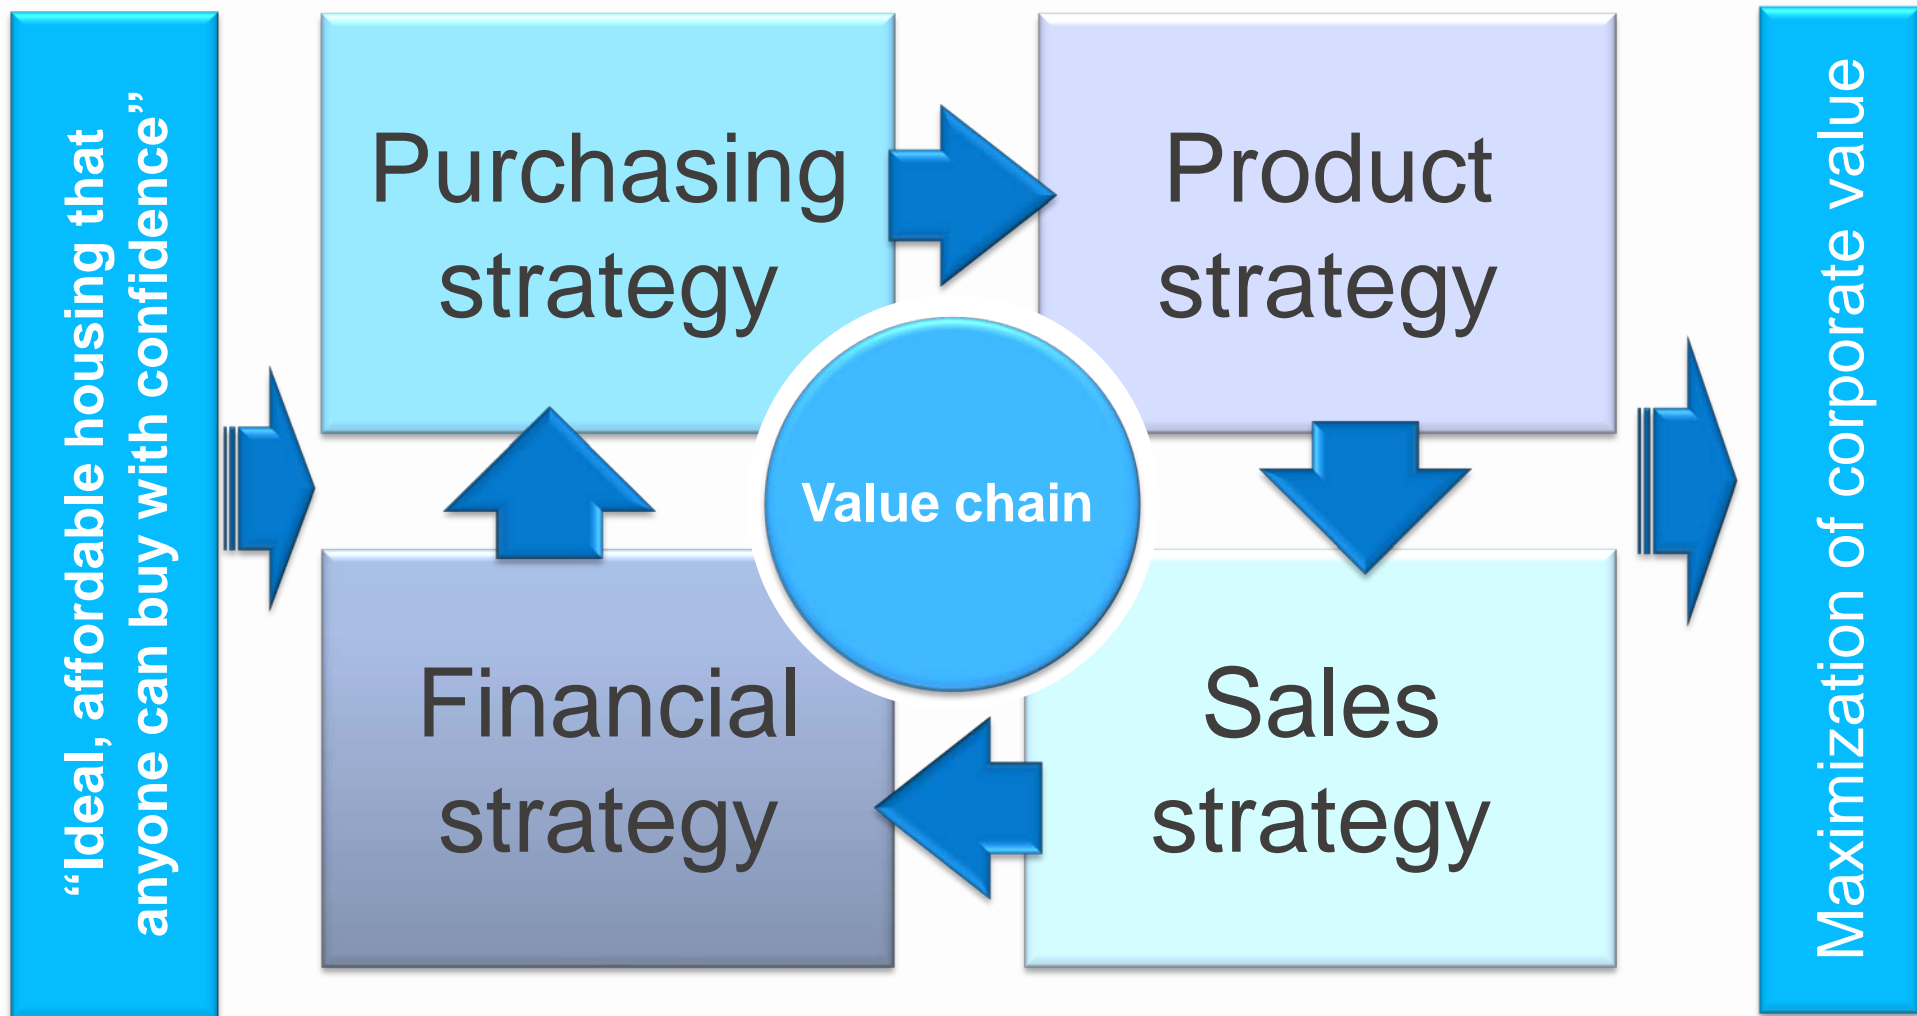 “Ideal, affordable housing that
anyone can buy with confidence”
Purchasing
strategy
Product
strategy
Value chain
Financial
strategy
Sales
strategy
Maximization of corporate value